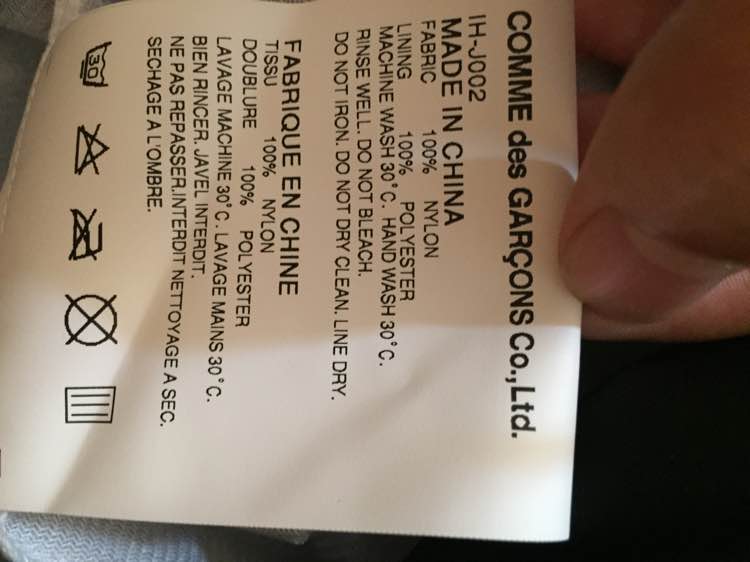 COMME des GARÇONS Co.,Ltd.
IH-J002
MADE IN CHINA
FABRIC 100% NYLON
LINING 100% POLYESTER
MACHINE WASH 30°C. HAND WASH 30°C.
RINSE WELL. DO NOT BLEACH.
DO NOT IRON. DO NOT DRY CLEAN. LINE DRY.
FABRIQUE EN CHINE
TISSU 100% NYLON
DOUBLURE 100% POLYESTER
LAVAGE MACHINE 30°C. LAVAGE MAINS 30°C.
BIEN RINCER. JAVEL INTERDIT.
NE PAS REPASSER.INTERDIT NETTOYAGE A SEC.
SECHAGE A L'OMBRE.
30